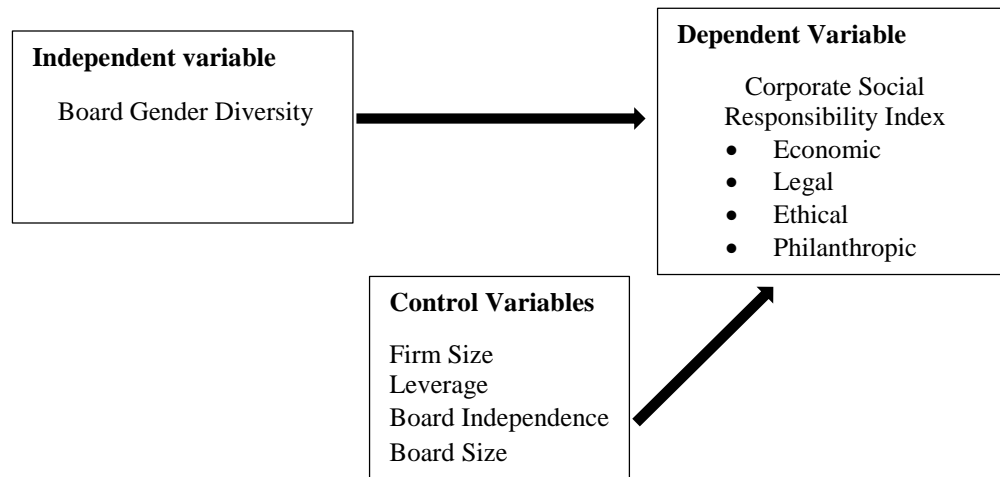 Independent variable
Board Gender Diversity
Dependent Variable
Corporate Social
Responsibility Index
• Economic
• Legal
• Ethical
• Philanthropic
Control Variables
Firm Size
Leverage
Board Independence
Board Size